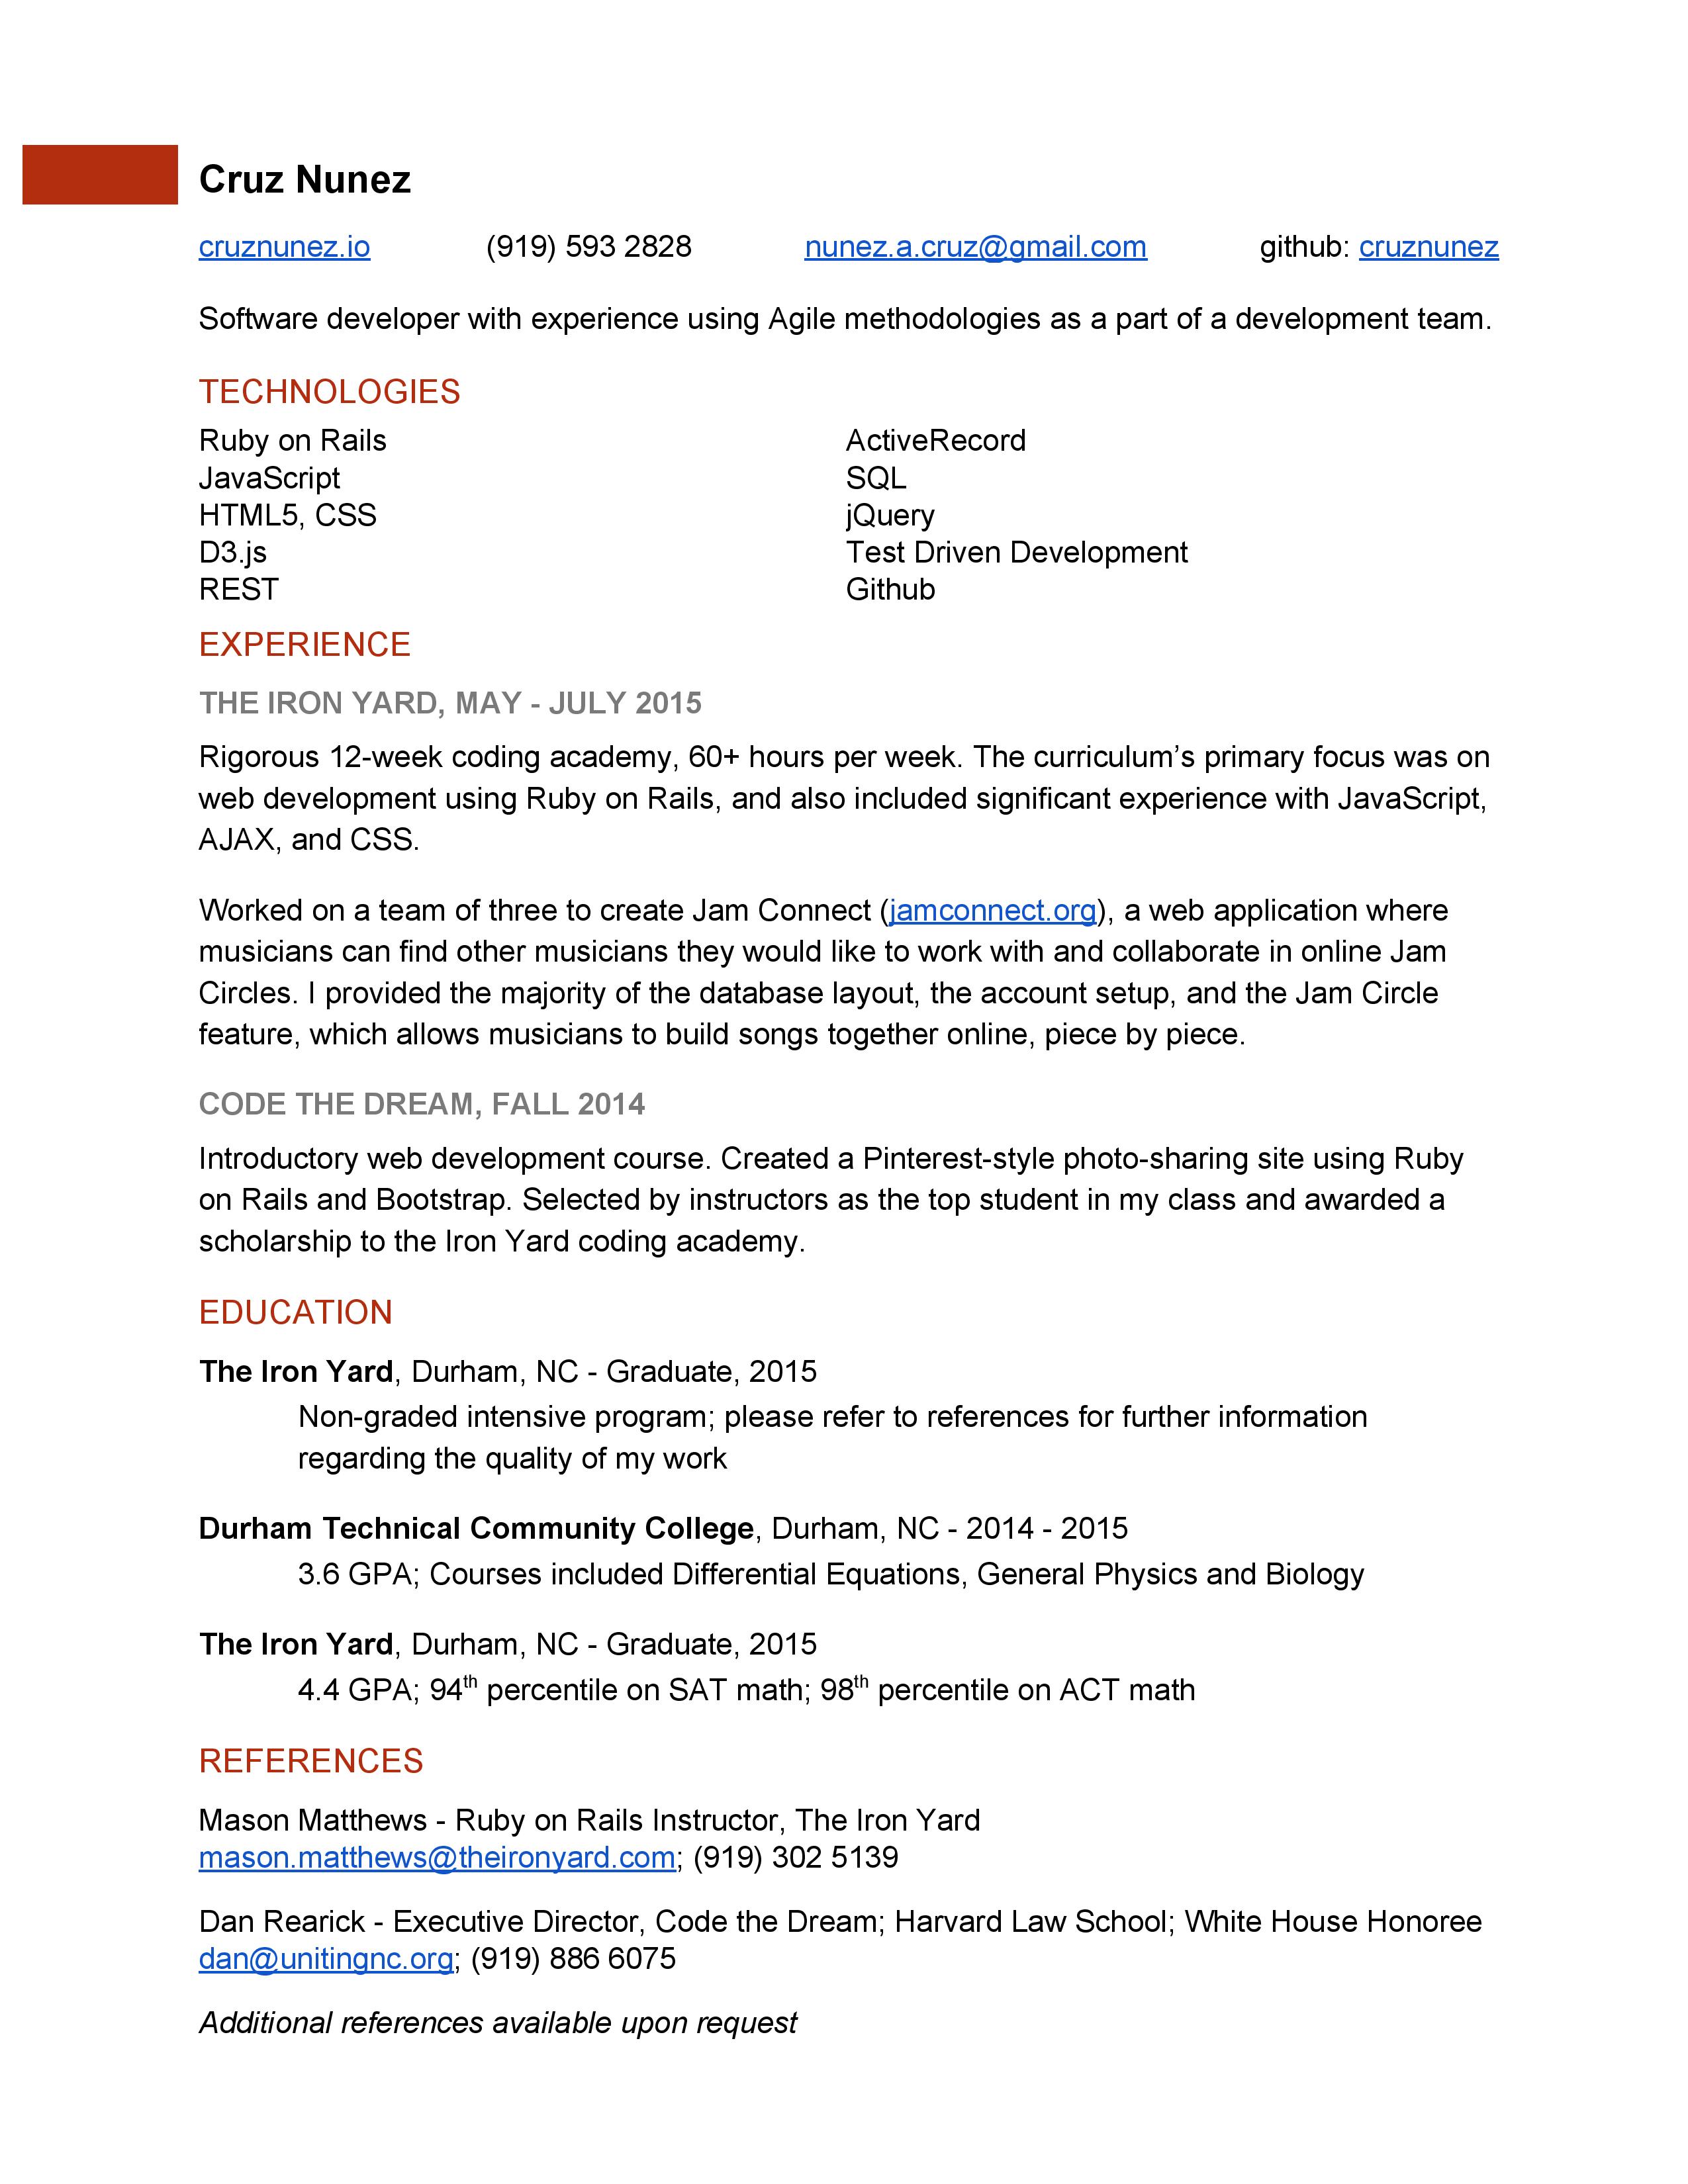 Cruz Nunez
cruznunez.io (919) 593 2828 nunez.a.cruz@gmail.com github: cruznunez
Software developer with experience using Agile methodologies as a part of a development team.
TECHNOLOGIES
Ruby on Rails ActiveRecord
JavaScript SQL
HTML5, CSS jQuery
D3.js Test Driven Development
REST Github
EXPERIENCE
THE IRON YARD, MAY - JULY 2015
Rigorous 12-week coding academy, 60+ hours per week. The curriculum’s primary focus was on
web development using Ruby on Rails, and also included significant experience with JavaScript,
AJAX, and CSS.
Worked on a team of three to create Jam Connect (jamconnect.org), a web application where
musicians can find other musicians they would like to work with and collaborate in online Jam
Circles. I provided the majority of the database layout, the account setup, and the Jam Circle
feature, which allows musicians to build songs together online, piece by piece.
CODE THE DREAM, FALL 2014
Introductory web development course. Created a Pinterest-style photo-sharing site using Ruby
on Rails and Bootstrap. Selected by instructors as the top student in my class and awarded a
scholarship to the Iron Yard coding academy.
EDUCATION
The Iron Yard, Durham, NC - Graduate, 2015
Non-graded intensive program; please refer to references for further information
regarding the quality of my work
Durham Technical Community College, Durham, NC - 2014 - 2015
3.6 GPA; Courses included Differential Equations, General Physics and Biology
The Iron Yard, Durham, NC - Graduate, 2015
4.4 GPA; 94th percentile on SAT math; 98th percentile on ACT math
REFERENCES
Mason Matthews - Ruby on Rails Instructor, The Iron Yard
mason.matthews@theironyard.com; (919) 302 5139
Dan Rearick - Executive Director, Code the Dream; Harvard Law School; White House Honoree
dan@unitingnc.org; (919) 886 6075
Additional references available upon request